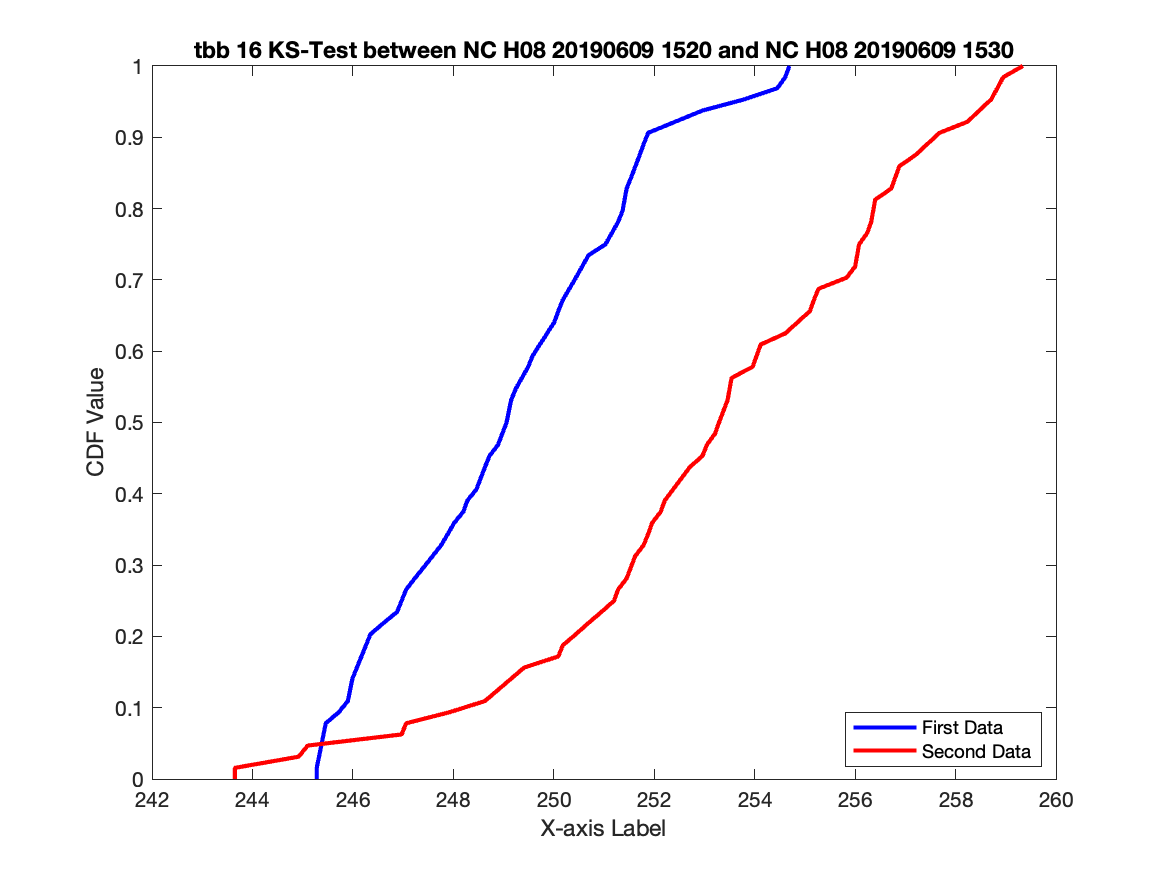 tbb 16 KS-Test between NC H08 20190609 1520 and NC H08 20190609 1530
1
0.9
0.8
0.7
0.6
0.5
0.4
0.3
0.2
0.1
0
CDF Value
First Data
Second Data
242 244 246 248 250 252 254 256 258 260
X-axis Label